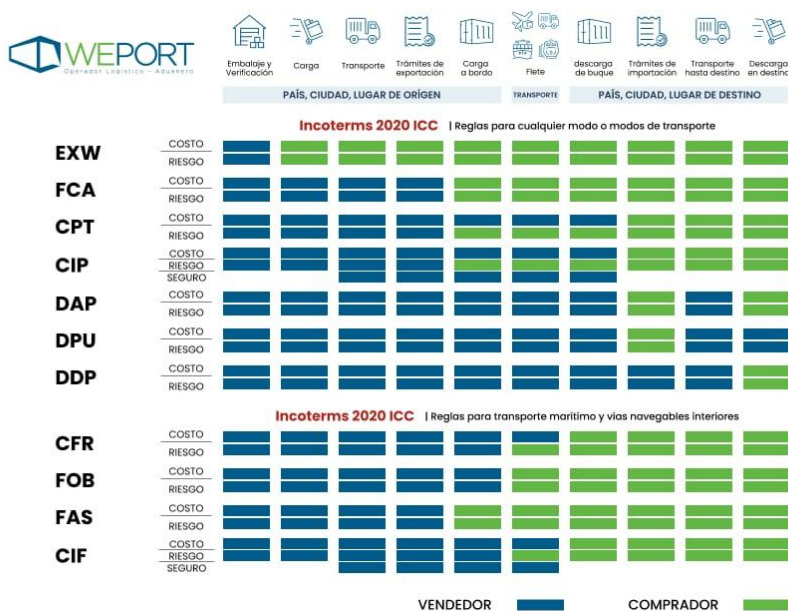 WEPORT
Operador Logístico - Aduanero
Embalaje y Verificación
Carga
Transporte
Trámites de exportación
Carga a bordo
Flete
descarga de buque
Trámites de importación
Transporte hasta destino
Descarga en destino
PAÍS, CIUDAD, LUGAR DE ORÍGEN
TRANSPORTE
PAÍS, CIUDAD, LUGAR DE DESTINO
Incoterms 2020 ICC | Reglas para cualquier modo o modos de transporte
EXW
COSTO
RIESGO
FCA
COSTO
RIESGO
CPT
COSTO
RIESGO
CIP
COSTO
RIESGO
SEGURO
DAP
COSTO
RIESGO
DPU
COSTO
RIESGO
DDP
COSTO
RIESGO
Incoterms 2020 ICC | Reglas para transporte marítimo y vias navegables interiores
CFR
COSTO
RIESGO
FOB
COSTO
RIESGO
FAS
COSTO
RIESGO
CIF
COSTO
RIESGO
SEGURO
VENDEDOR
COMPRADOR